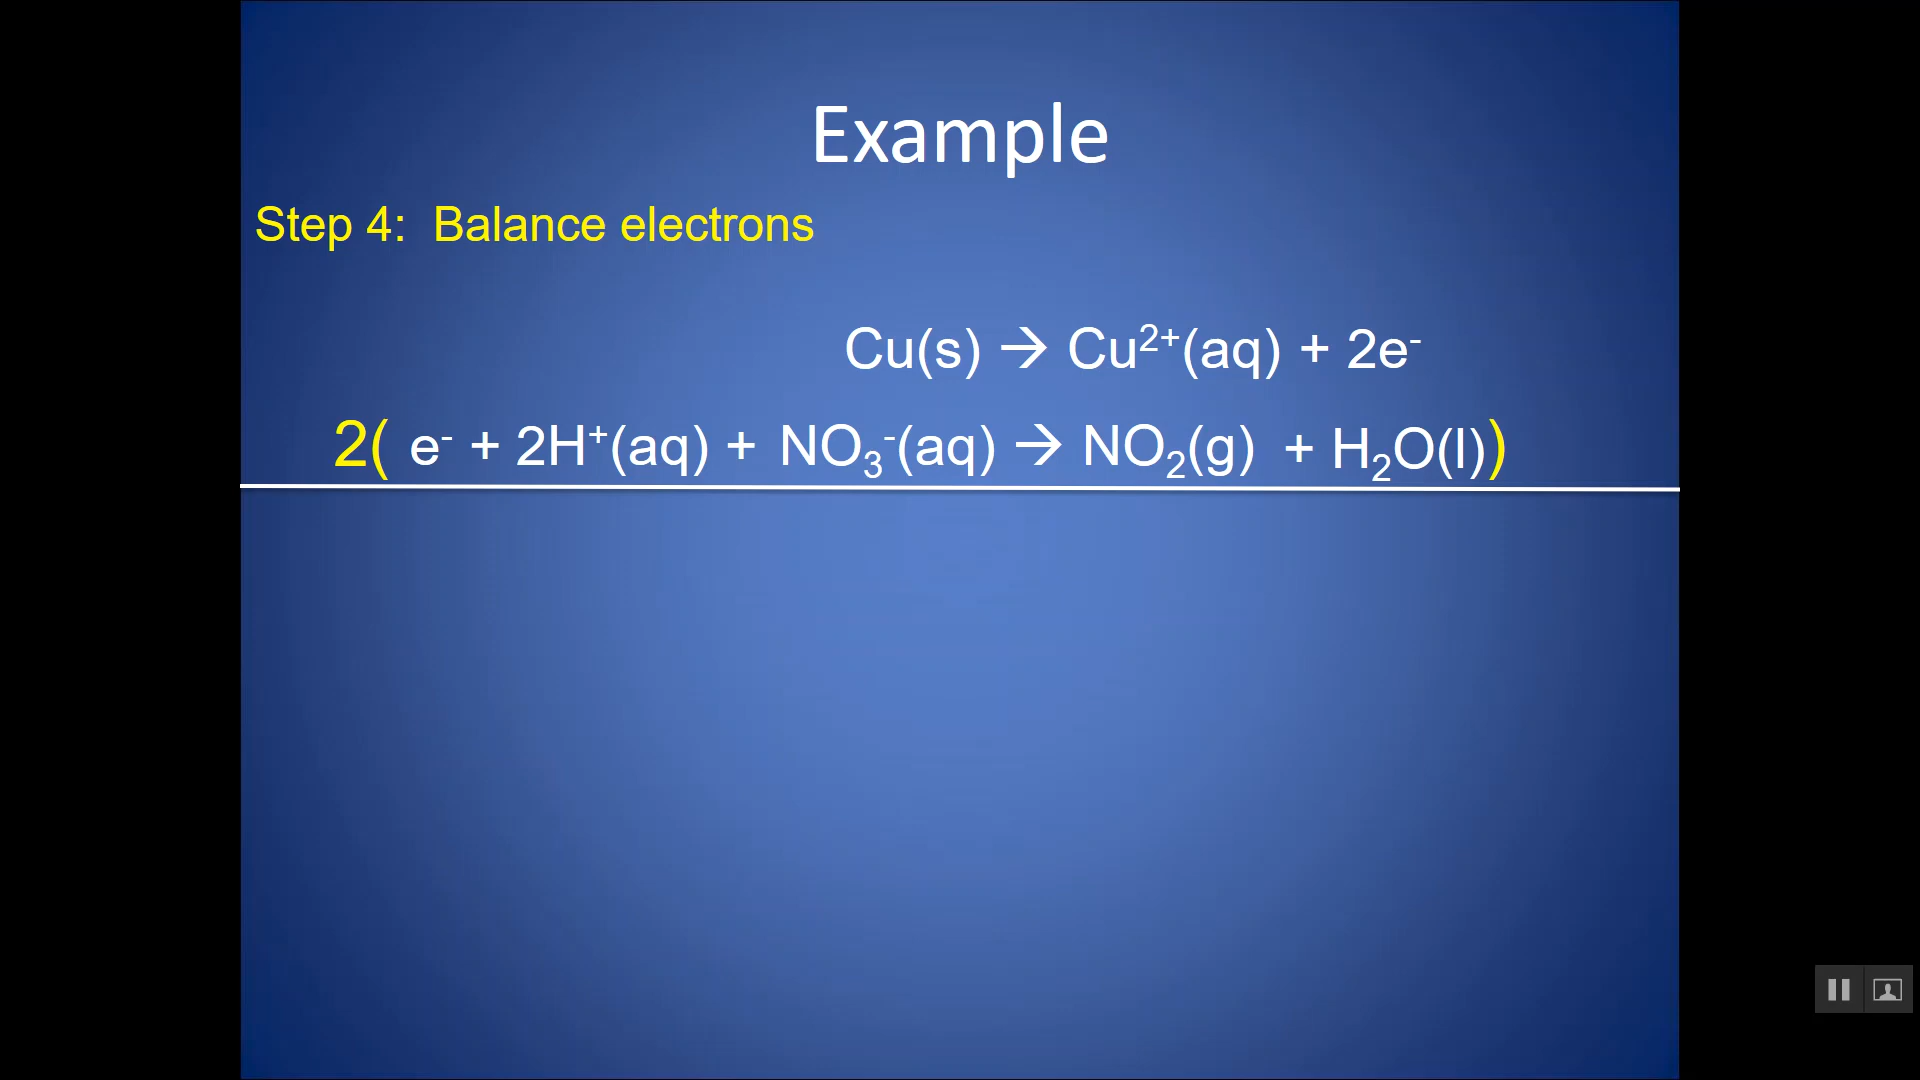 Example
Step 4: Balance electrons
Cu(s) → Cu²⁺(aq) + 2e⁻
2( e⁻ + 2H⁺(aq) + NO₃⁻(aq) → NO₂(g) + H₂O(l))